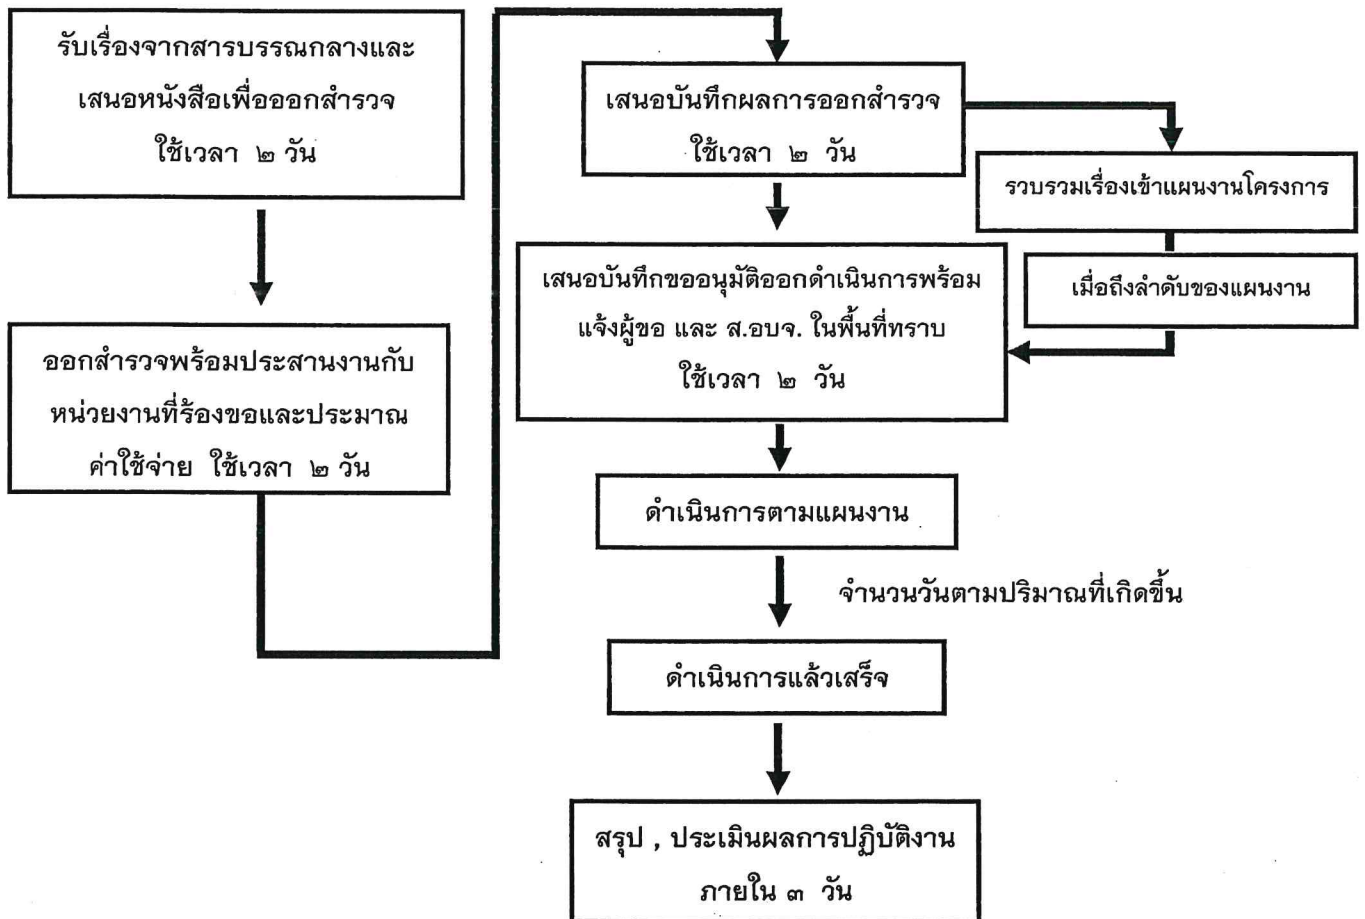 รับเรื่องจากสารบรรณกลางและ
เสนอหนังสือเพื่อออกสำรวจ
ใช้เวลา ๒ วัน
ออกสำรวจพร้อมประสานงานกับ
หน่วยงานที่ร้องขอและประมาณ
ค่าใช้จ่าย ใช้เวลา ๒ วัน
เสนอบันทึกผลการออกสำรวจ
ใช้เวลา ๒ วัน
รวบรวมเรื่องเข้าแผนงานโครงการ
เมื่อถึงลำดับของแผนงาน
เสนอบันทึกขออนุมัติออกดำเนินการพร้อม
แจ้งผู้ขอ และ ส.อบจ. ในพื้นที่ทราบ
ใช้เวลา ๒ วัน
ดำเนินการตามแผนงาน
จำนวนวันตามปริมาณที่เกิดขึ้น
ดำเนินการแล้วเสร็จ
สรุป , ประเมินผลการปฏิบัติงาน
ภายใน ๓ วัน